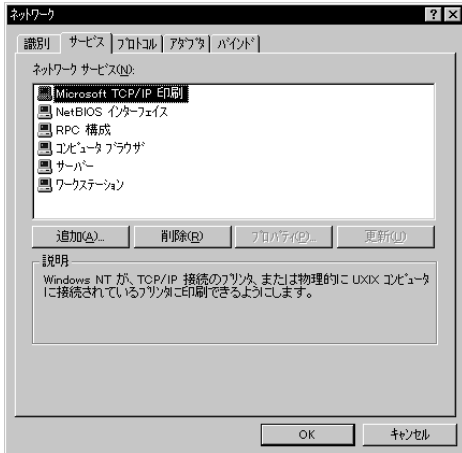 ネットワーク
識別 サービス プロトコル アダプタ バインド
ネットワーク サービス(N):
Microsoft TCP/IP 印刷
NetBIOS インターフェイス
RPC 構成
コンピュータ ブラウザ
サーバー
ワークステーション
追加(A)... 削除(R) プロパティ(P)... 更新(U)
説明
Windows NT が、TCP/IP 接続のプリンタ、または物理的に UXIX コンピュータ
に接続されているプリンタに印刷できるようにします。
OK キャンセル